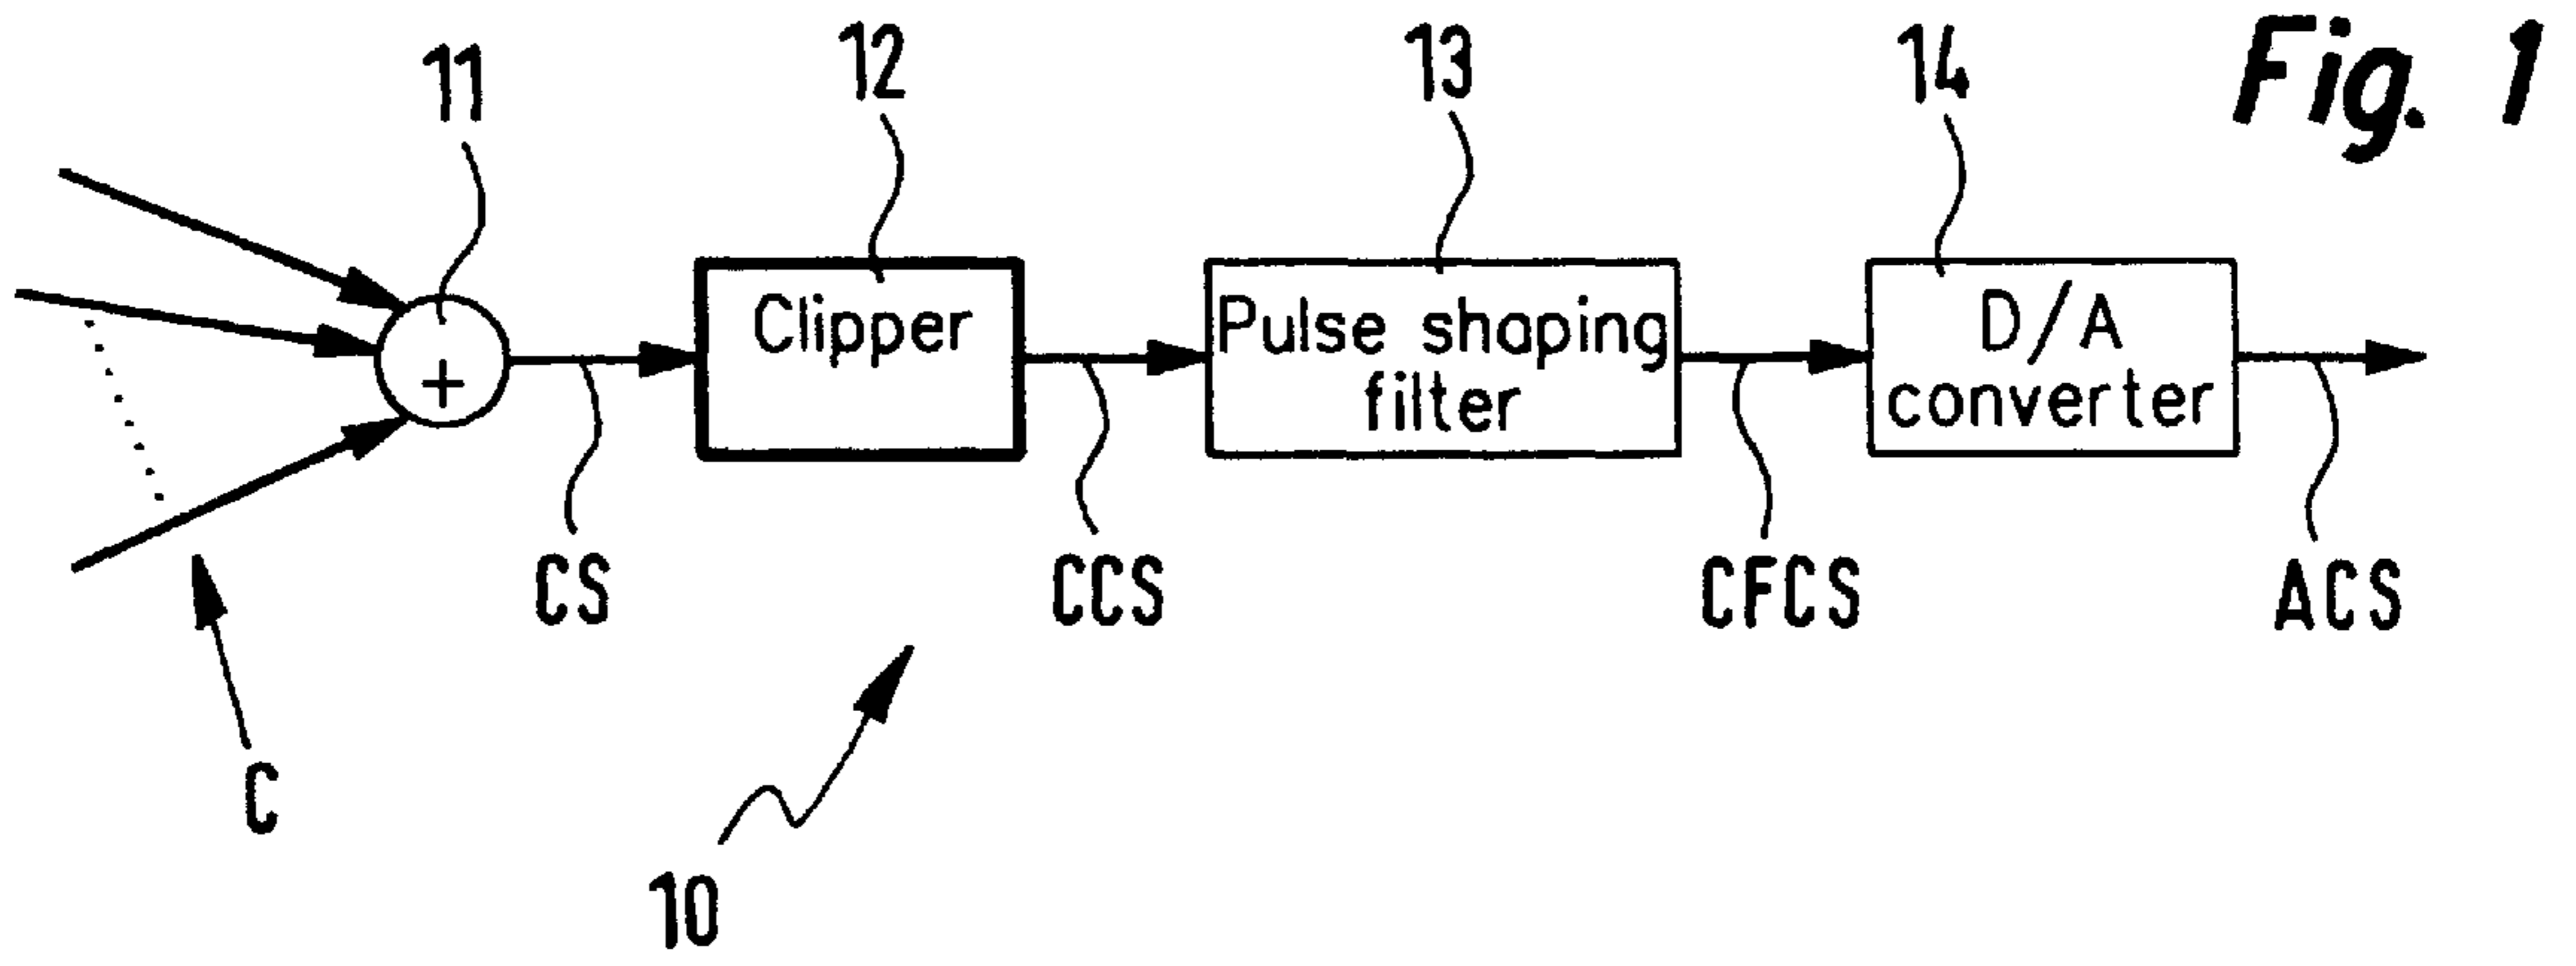 Fig. 1
11
12
13
14
+
Clipper
Pulse shaping
filter
D/A
converter
CS
CCS
CFCS
ACS
C
10